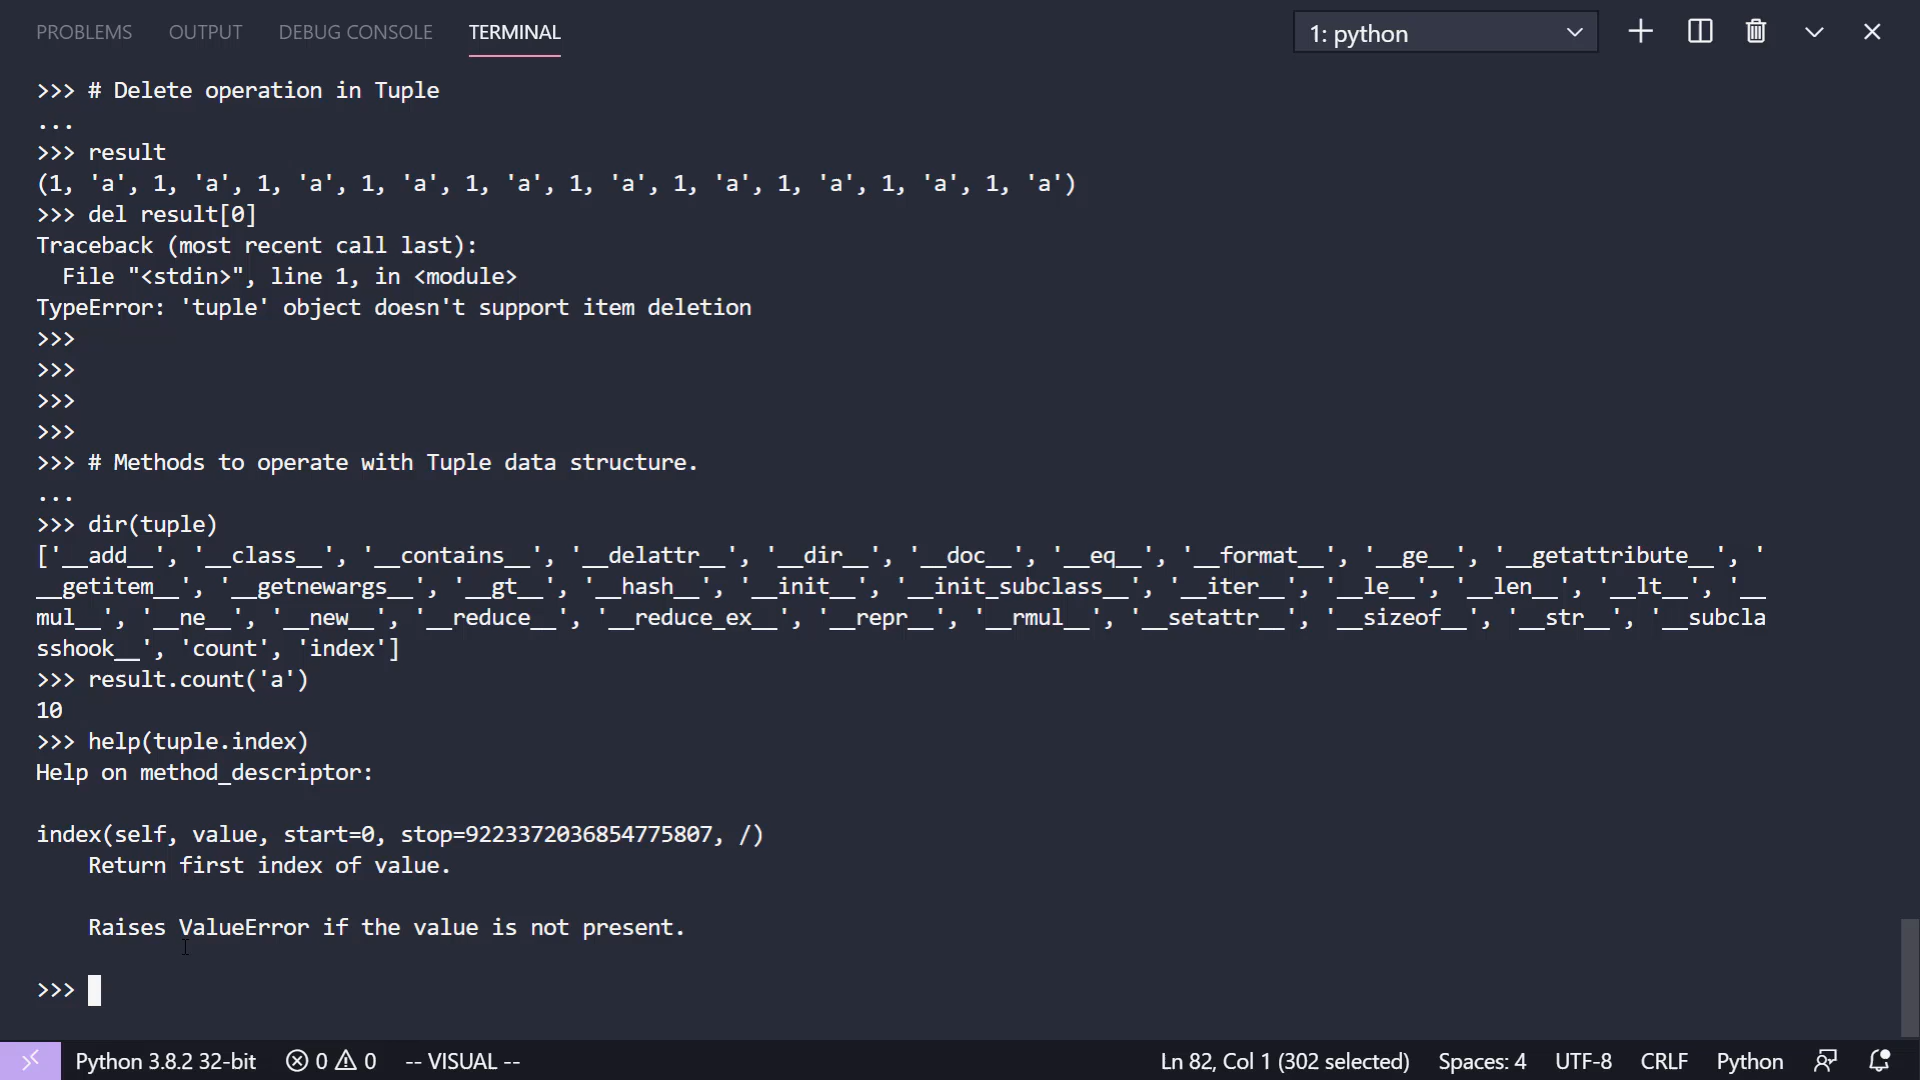 PROBLEMS OUTPUT DEBUG CONSOLE TERMINAL 1: python
>>> # Delete operation in Tuple
...
>>> result
(1, 'a', 1, 'a', 1, 'a', 1, 'a', 1, 'a', 1, 'a', 1, 'a', 1, 'a', 1, 'a', 1, 'a')
>>> del result[0]
Traceback (most recent call last):
  File "<stdin>", line 1, in <module>
TypeError: 'tuple' object doesn't support item deletion
>>>
>>>
>>>
>>>
>>> # Methods to operate with Tuple data structure.
...
>>> dir(tuple)
['__add__', '__class__', '__contains__', '__delattr__', '__dir__', '__doc__', '__eq__', '__format__', '__ge__', '__getattribute__', '
__getitem__', '__getnewargs__', '__gt__', '__hash__', '__init__', '__init_subclass__', '__iter__', '__le__', '__len__', '__lt__', '__
mul__', '__ne__', '__new__', '__reduce__', '__reduce_ex__', '__repr__', '__rmul__', '__setattr__', '__sizeof__', '__str__', '__subcla
sshook__', 'count', 'index']
>>> result.count('a')
10
>>> help(tuple.index)
Help on method_descriptor:

index(self, value, start=0, stop=9223372036854775807, /)
    Return first index of value.

    Raises ValueError if the value is not present.

>>>
Python 3.8.2 32-bit 0 0 -- VISUAL -- Ln 82, Col 1 (302 selected) Spaces: 4 UTF-8 CRLF Python